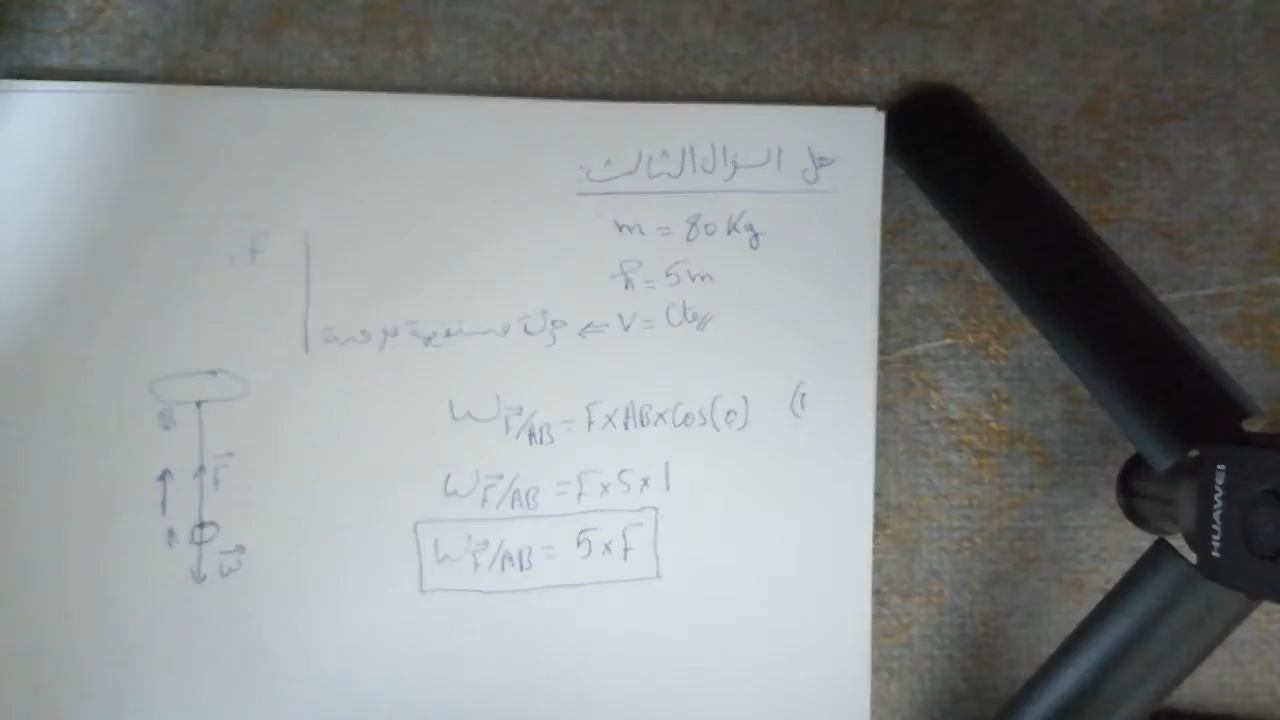 حل السؤال الثالث:
m = 80 Kg
h = 5m
V = Cte ⇐ حركة مستقيمة
F
1)
W F⃗/AB = F×AB×Cos(0)
W F⃗/AB = F×5×1
W F⃗/AB = 5×F
F⃗
HUAWEI